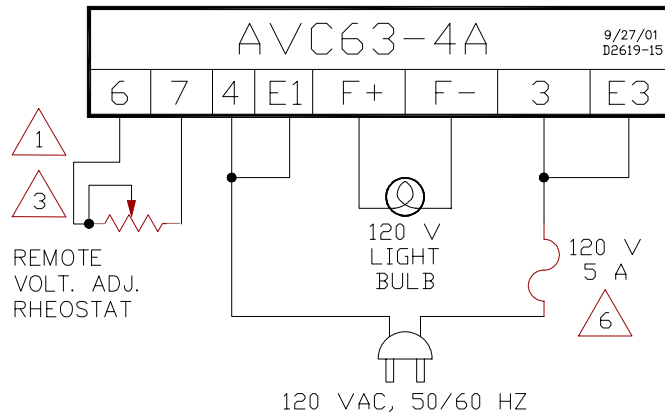 AVC63-4A
9/27/01
D2619-15
6 7 4 E1 F+ F- 3 E3
1
3
REMOTE
VOLT. ADJ.
RHEOSTAT
120 V
LIGHT
BULB
120 V
5 A
6
120 VAC, 50/60 HZ